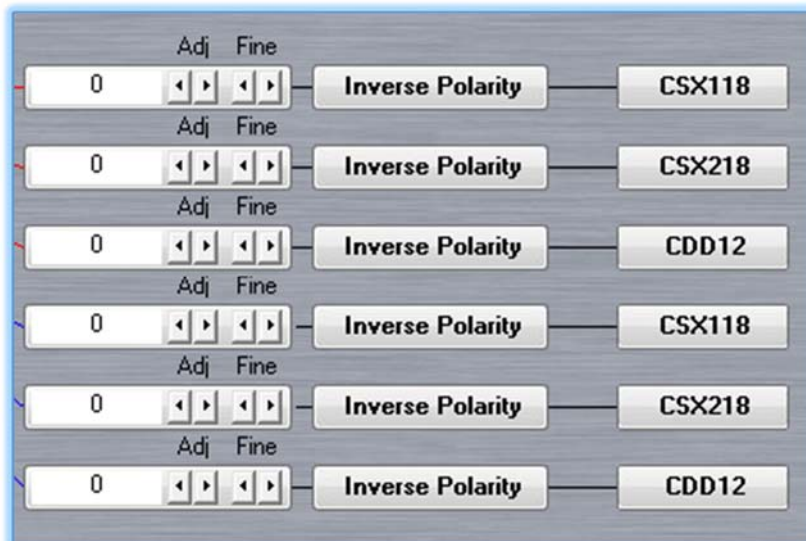 Adj Fine
0 Inverse Polarity CSX118
Adj Fine
0 Inverse Polarity CSX218
Adj Fine
0 Inverse Polarity CDD12
Adj Fine
0 Inverse Polarity CSX118
Adj Fine
0 Inverse Polarity CSX218
Adj Fine
0 Inverse Polarity CDD12